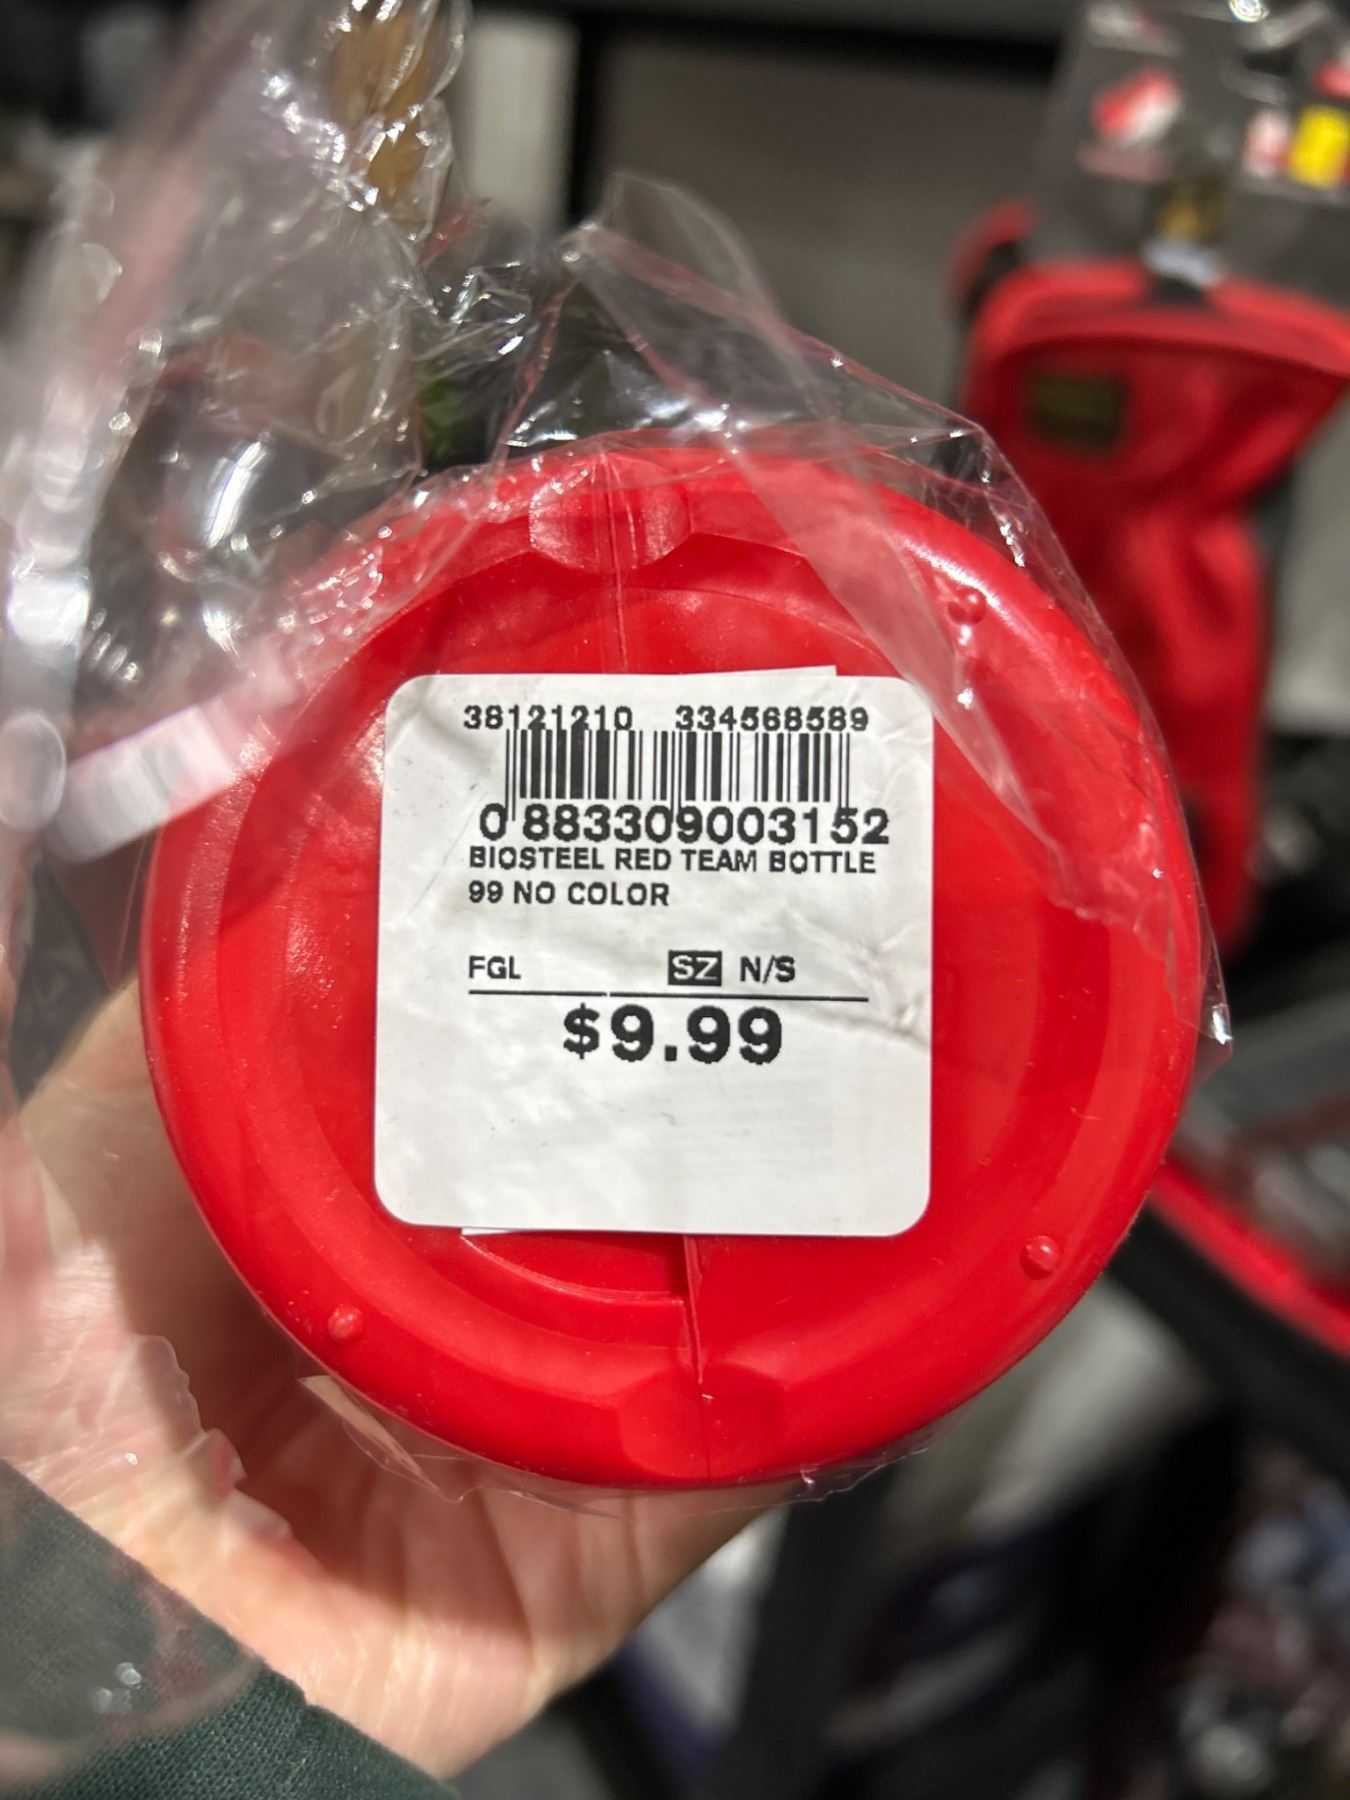 38121210 334568589
0 883309003152
BIOSTEEL RED TEAM BOTTLE
99 NO COLOR
FGL SZ N/S
$9.99